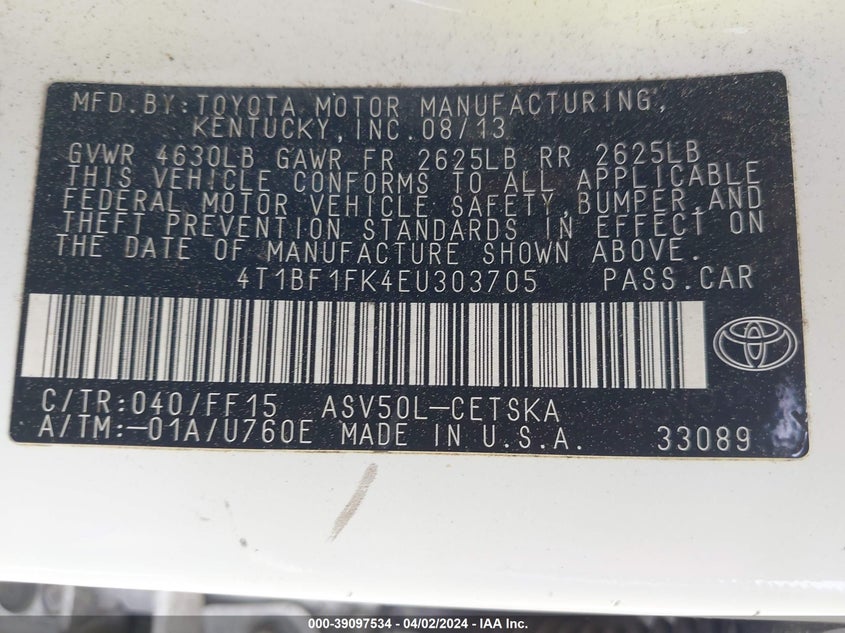 MFD.BY:TOYOTA MOTOR MANUFACTURING,
KENTUCKY,INC.08/13
GVWR 4630LB GAWR FR 2625LB RR 2625LB
THIS VEHICLE CONFORMS TO ALL APPLICABLE
FEDERAL MOTOR VEHICLE SAFETY,BUMPER,AND
THEFT PREVENTION STANDARDS IN EFFECT ON
THE DATE OF MANUFACTURE SHOWN ABOVE.
4T1BF1FK4EU303705 PASS.CAR
C/TR:040/FF15 ASV50L-CETSKA
A/TM:-01A/U760E MADE IN U.S.A. 33089
000-39097534 - 04/02/2024 - IAA Inc.